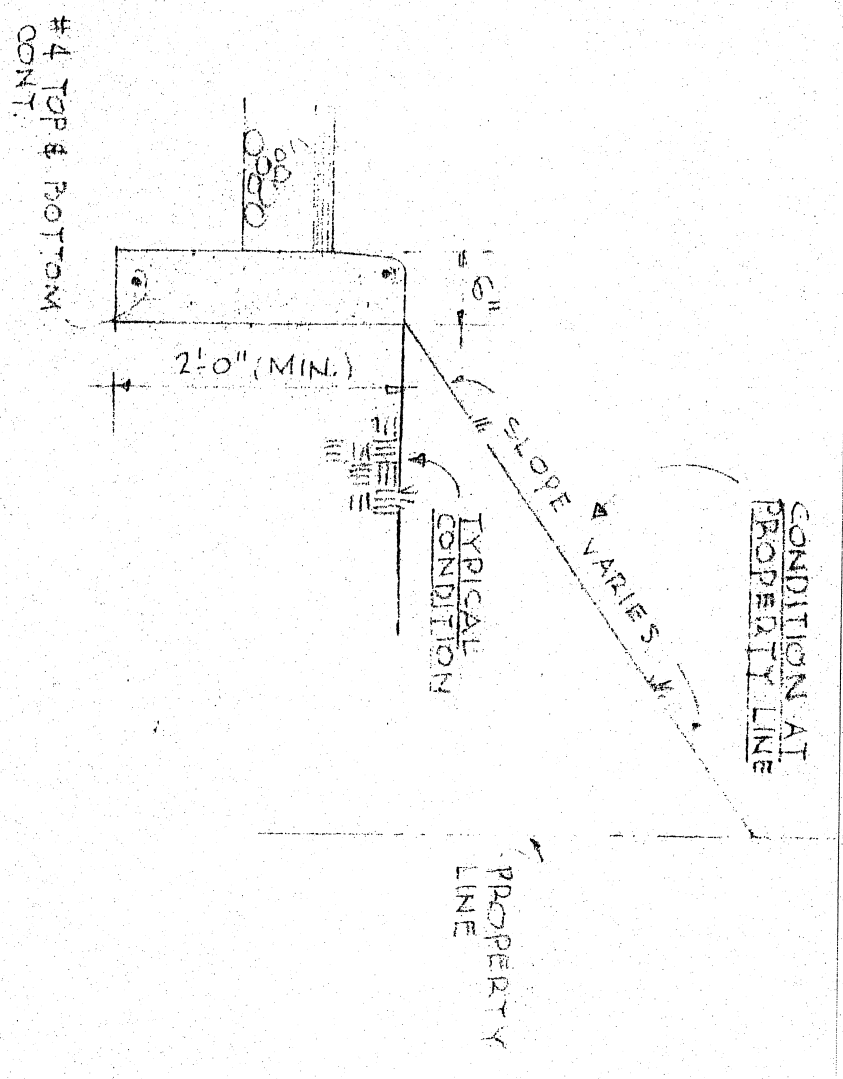 CONDITION AT
PROPERTY LINE
SLOPE VARIES
6"
TYPICAL
CONDITION
2'-0" (MIN.)
PROPERTY
LINE
#4 TOP & BOTTOM
CONT.